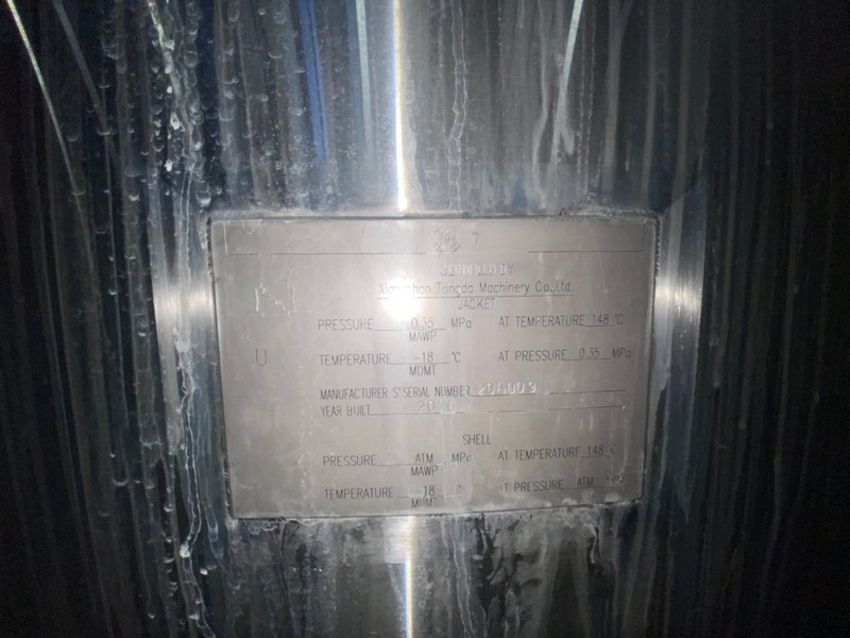 CERTIFIED BY
Tungda Machinery Co.,Ltd.
JACKET
PRESSURE 0.35 MPa AT TEMPERATURE 148 °C
MAWP
U
TEMPERATURE -18 °C AT PRESSURE 0.35 MPa
MDMT
MANUFACTURER S' SERIAL NUMBER 20A009
YEAR BUILT
SHELL
PRESSURE ATM MPa AT TEMPERATURE 148 °C
MAWP
TEMPERATURE -18 °C AT PRESSURE ATM
MDMT